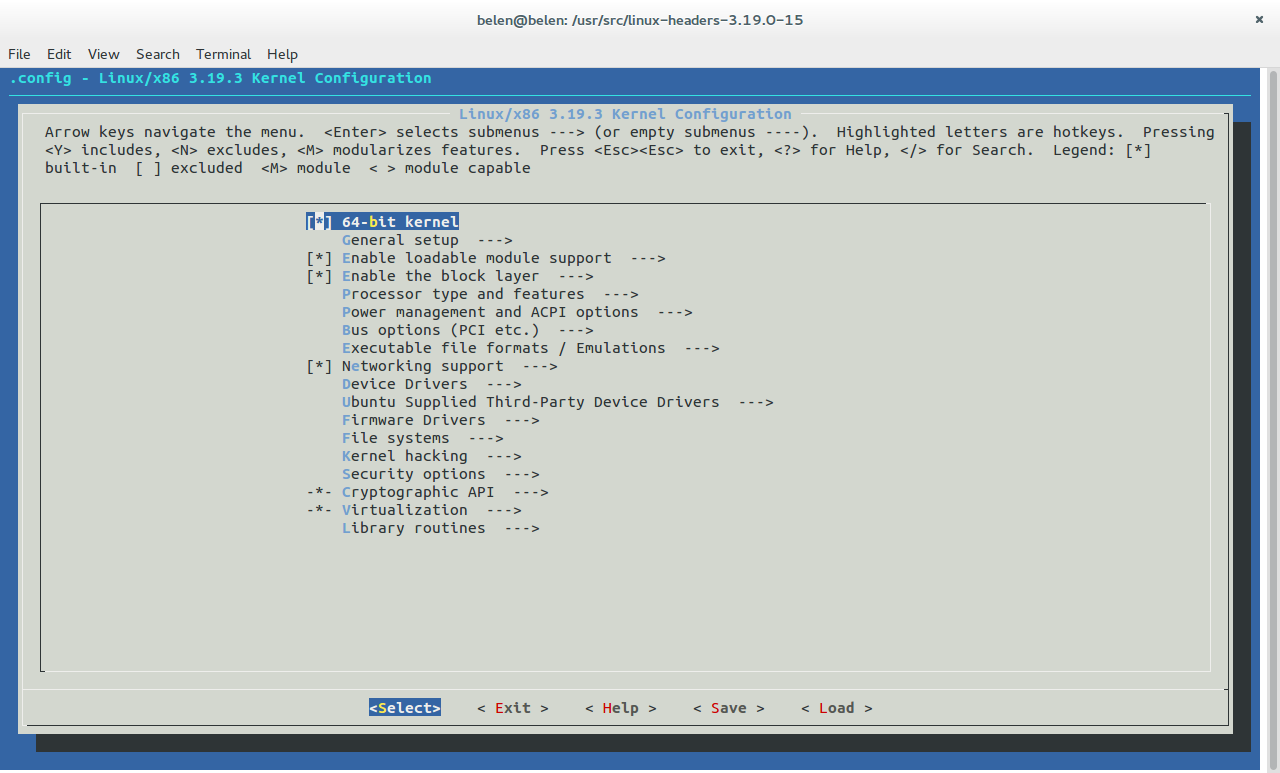 belen@belen: /usr/src/linux-headers-3.19.0-15 ×
File Edit View Search Terminal Help
.config - Linux/x86 3.19.3 Kernel Configuration
Linux/x86 3.19.3 Kernel Configuration
Arrow keys navigate the menu.  <Enter> selects submenus ---> (or empty submenus ----).  Highlighted letters are hotkeys.  Pressing
<Y> includes, <N> excludes, <M> modularizes features.  Press <Esc><Esc> to exit, <?> for Help, </> for Search.  Legend: [*]
built-in  [ ] excluded  <M> module  < > module capable
[*] 64-bit kernel
General setup  --->
[*] Enable loadable module support  --->
[*] Enable the block layer  --->
Processor type and features  --->
Power management and ACPI options  --->
Bus options (PCI etc.)  --->
Executable file formats / Emulations  --->
[*] Networking support  --->
Device Drivers  --->
Ubuntu Supplied Third-Party Device Drivers  --->
Firmware Drivers  --->
File systems  --->
Kernel hacking  --->
Security options  --->
-*- Cryptographic API  --->
-*- Virtualization  --->
Library routines  --->
<Select>    < Exit >    < Help >    < Save >    < Load >